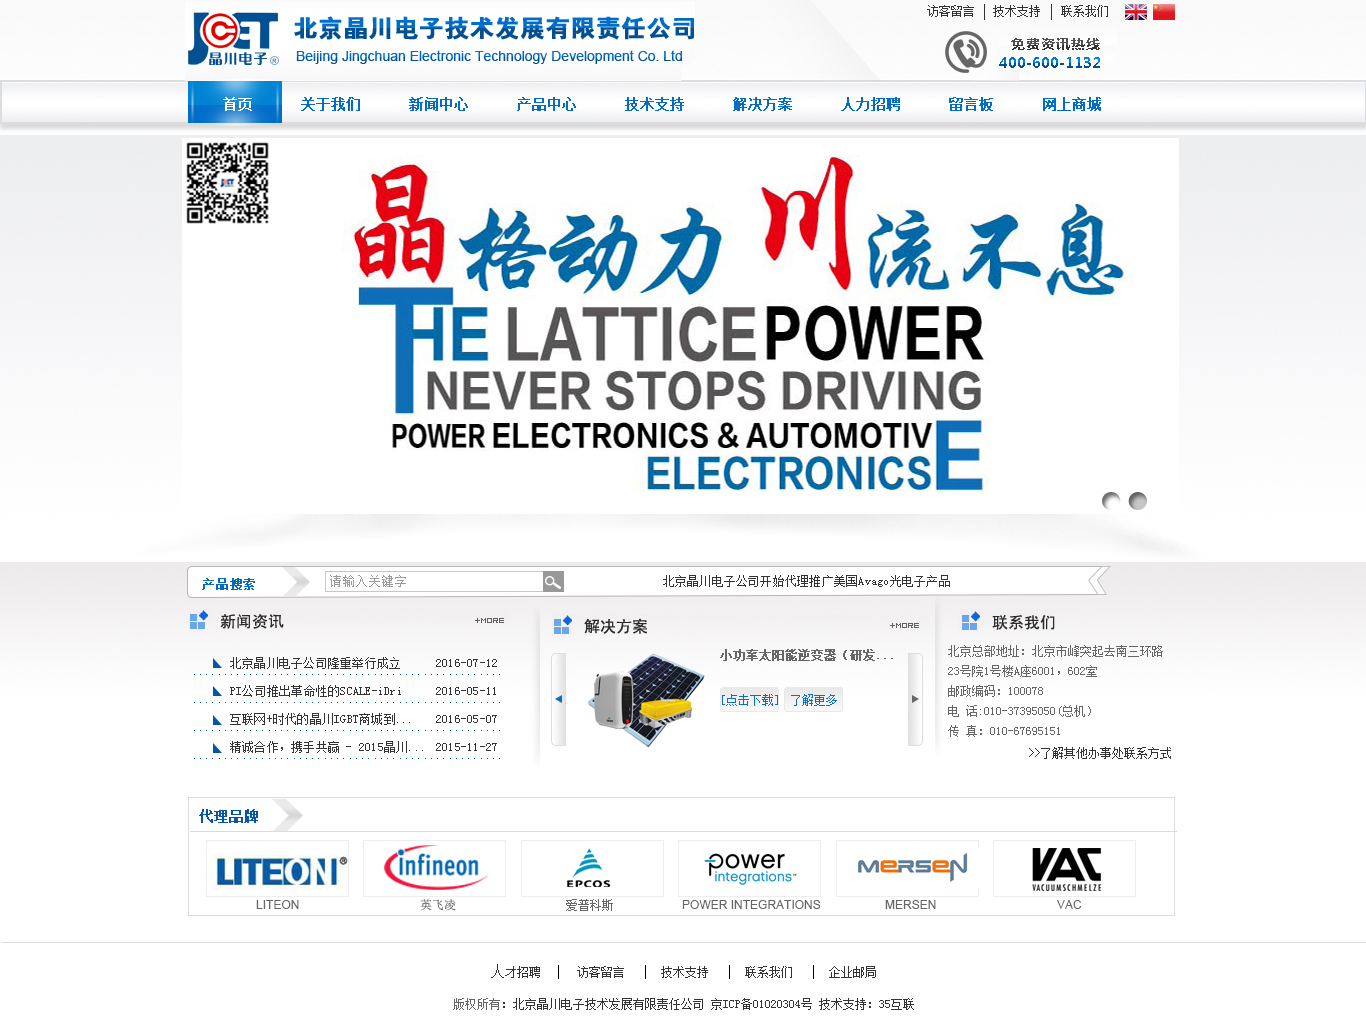 访客留言 | 技术支持 | 联系我们
JCET
晶川电子®
北京晶川电子技术发展有限责任公司
Beijing Jingchuan Electronic Technology Development Co. Ltd
免费资讯热线
400-600-1132
首页 关于我们 新闻中心 产品中心 技术支持 解决方案 人力招聘 留言板 网上商城
晶格动力 川流不息
THE LATTICE POWER
NEVER STOPS DRIVING
POWER ELECTRONICS & AUTOMOTIVE
ELECTRONICS
产品搜索 请输入关键字 北京晶川电子公司开始代理推广美国Avago光电子产品
新闻资讯 +MORE
北京晶川电子公司隆重举行成立 2016-07-12
PI公司推出革命性的SCALE-iDri 2016-05-11
互联网+时代的晶川IGBT商城到... 2016-05-07
精诚合作，携手共赢 - 2015晶川... 2015-11-27
解决方案 +MORE
小功率太阳能逆变器（研发...
[点击下载] 了解更多
联系我们
北京总部地址：北京市峰突起去南三环路
23号院1号楼A座6001，602室
邮政编码：100078
电 话:010-37395050(总机）
传 真：010-67695151
>>了解其他办事处联系方式
代理品牌
LITEON®
infineon
EPCOS
power integrations™
MERSEN
VAC
VACUUMSCHMELZE
LITEON 英飞凌 爱普科斯 POWER INTEGRATIONS MERSEN VAC
人才招聘 | 访客留言 | 技术支持 | 联系我们 | 企业邮局
版权所有：北京晶川电子技术发展有限责任公司 京ICP备01020304号 技术支持：35互联